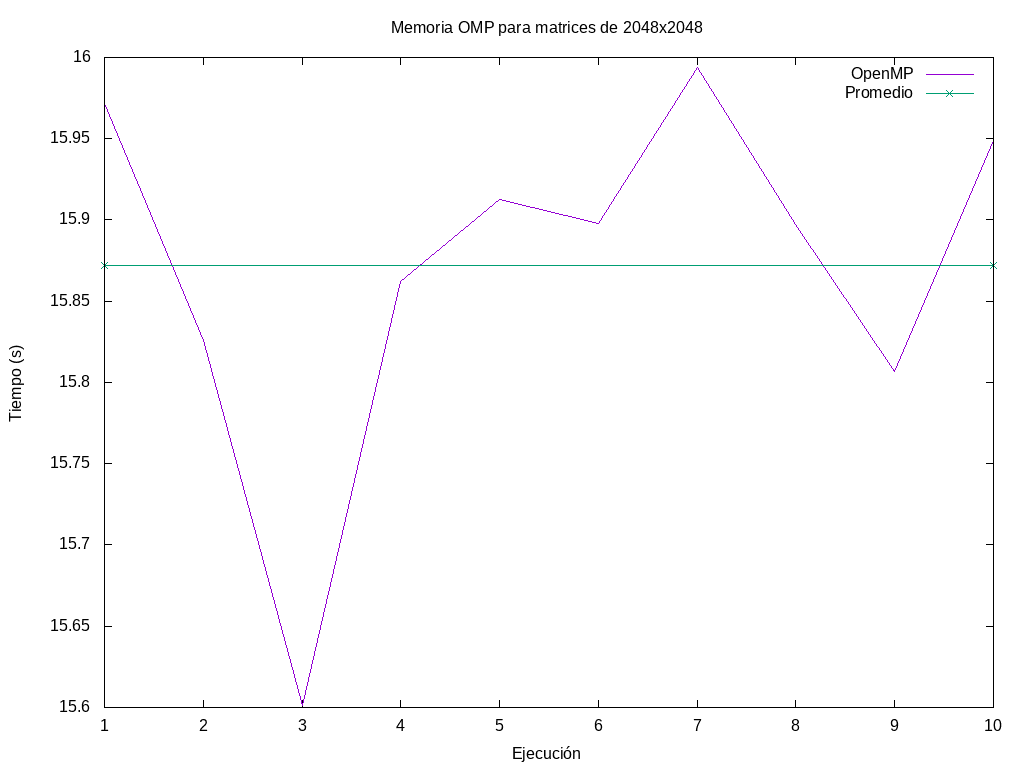 Memoria OMP para matrices de 2048x2048
OpenMP
Promedio
16
15.95
15.9
15.85
15.8
15.75
15.7
15.65
15.6
Tiempo (s)
1 2 3 4 5 6 7 8 9 10
Ejecución